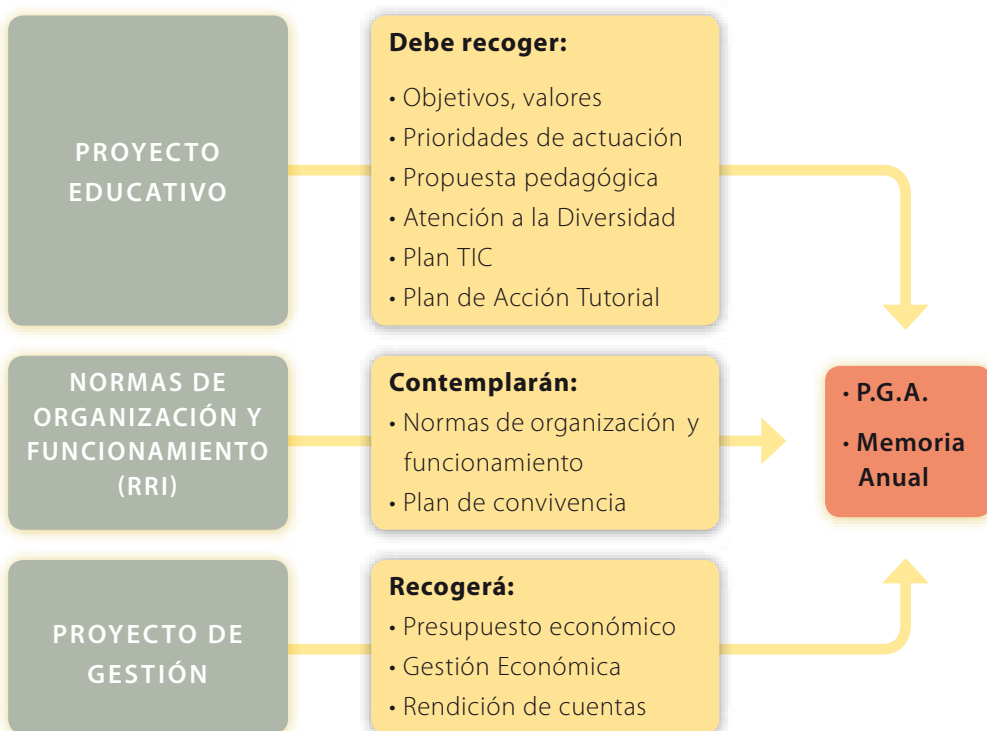 PROYECTO
EDUCATIVO
Debe recoger:
• Objetivos, valores
• Prioridades de actuación
• Propuesta pedagógica
• Atención a la Diversidad
• Plan TIC
• Plan de Acción Tutorial
NORMAS DE
ORGANIZACIÓN Y
FUNCIONAMIENTO
(RRI)
Contemplarán:
• Normas de organización y
funcionamiento
• Plan de convivencia
• P.G.A.
• Memoria
Anual
PROYECTO DE
GESTIÓN
Recogerá:
• Presupuesto económico
• Gestión Económica
• Rendición de cuentas